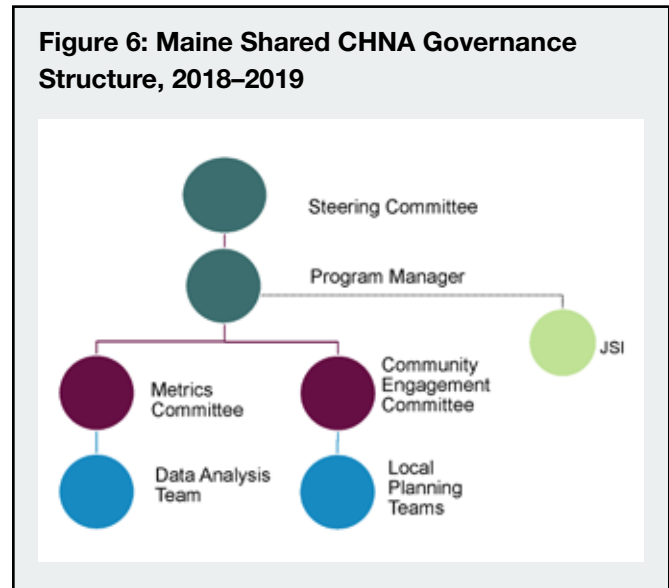 Figure 6: Maine Shared CHNA Governance
Structure, 2018–2019
Steering Committee
Program Manager
JSI
Metrics
Committee
Community
Engagement
Committee
Data Analysis
Team
Local
Planning
Teams